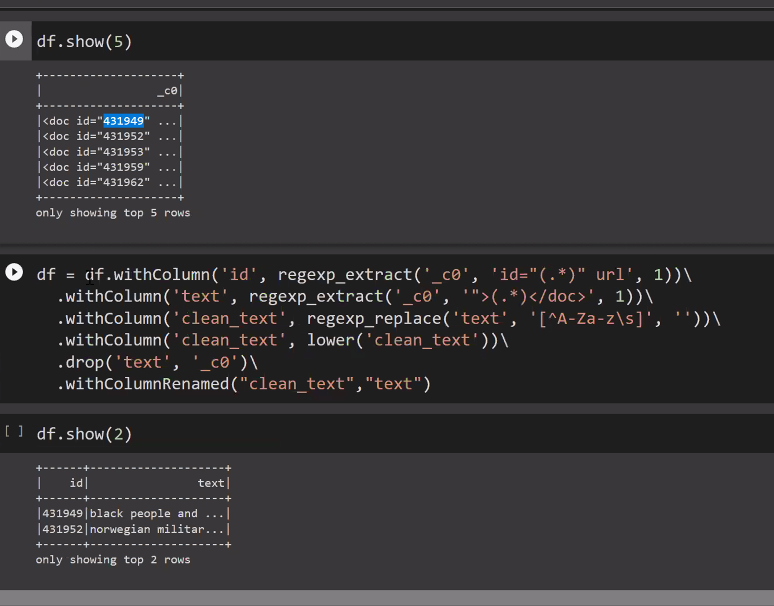 df.show(5)
+--------------------+
|                 _c0|
+--------------------+
|<doc id="431949" ...|
|<doc id="431952" ...|
|<doc id="431953" ...|
|<doc id="431959" ...|
|<doc id="431962" ...|
+--------------------+
only showing top 5 rows
df = df.withColumn('id', regexp_extract('_c0', 'id="(.*)" url', 1))\
  .withColumn('text', regexp_extract('_c0', '">(.*)</doc>', 1))\
  .withColumn('clean_text', regexp_replace('text', '[^A-Za-z\s]', ''))\
  .withColumn('clean_text', lower('clean_text'))\
  .drop('text', '_c0')\
  .withColumnRenamed("clean_text","text")
[ ] df.show(2)
+------+--------------------+
|    id|                text|
+------+--------------------+
|431949|black people and ...|
|431952|norwegian militar...|
+------+--------------------+
only showing top 2 rows